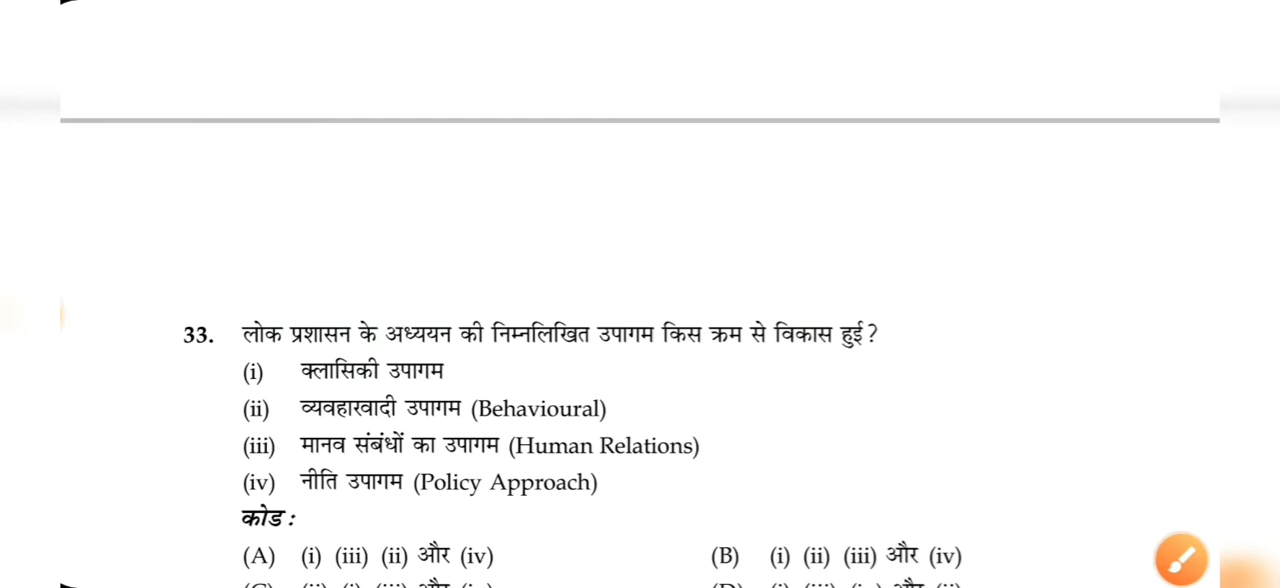 33. लोक प्रशासन के अध्ययन की निम्नलिखित उपागम किस क्रम से विकास हुई ?
(i) क्लासिकी उपागम
(ii) व्यवहारवादी उपागम (Behavioural)
(iii) मानव संबंधों का उपागम (Human Relations)
(iv) नीति उपागम (Policy Approach)
कोड :
(A) (i) (iii) (ii) और (iv) (B) (i) (ii) (iii) और (iv)